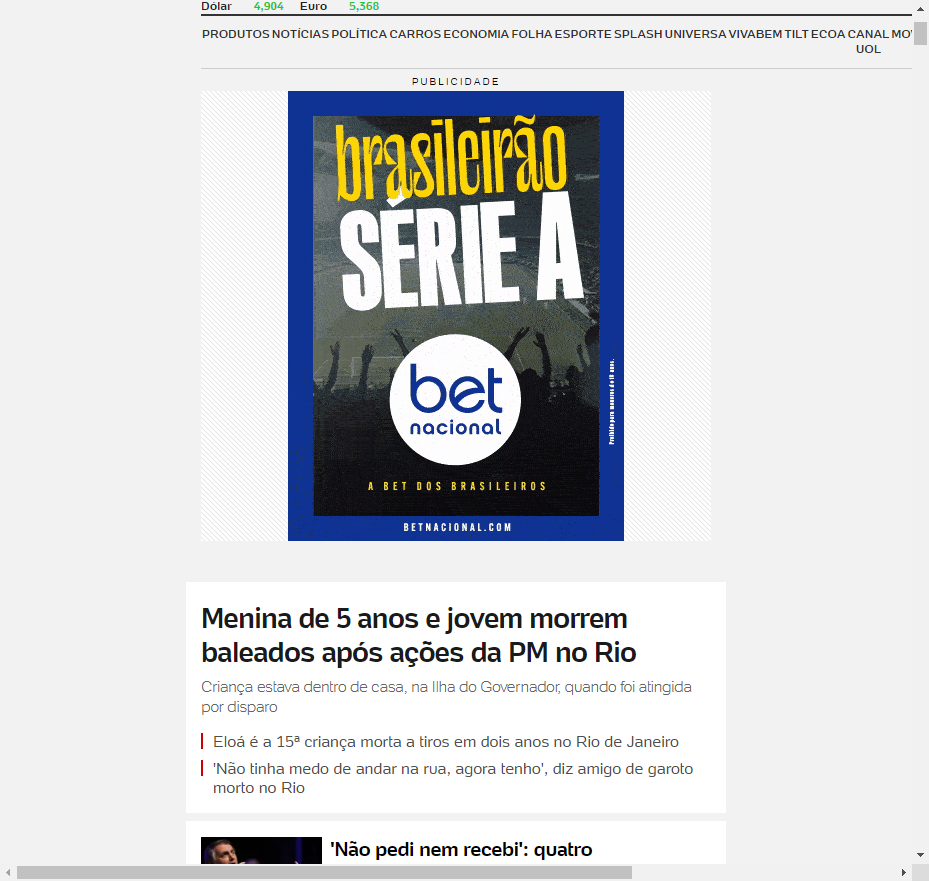 Dólar 4,904 Euro 5,368
PRODUTOS NOTÍCIAS POLÍTICA CARROS ECONOMIA FOLHA ESPORTE SPLASH UNIVERSA VIVABEM TILT ECOA CANAL UOL MOV
PUBLICIDADE
brasileirão
SÉRIE A
bet
nacional
Proibido para menores de 18 anos.
A BET DOS BRASILEIROS
BETNACIONAL.COM
Menina de 5 anos e jovem morrem
baleados após ações da PM no Rio
Criança estava dentro de casa, na Ilha do Governador, quando foi atingida
por disparo
Eloá é a 15ª criança morta a tiros em dois anos no Rio de Janeiro
'Não tinha medo de andar na rua, agora tenho', diz amigo de garoto
morto no Rio
'Não pedi nem recebi': quatro